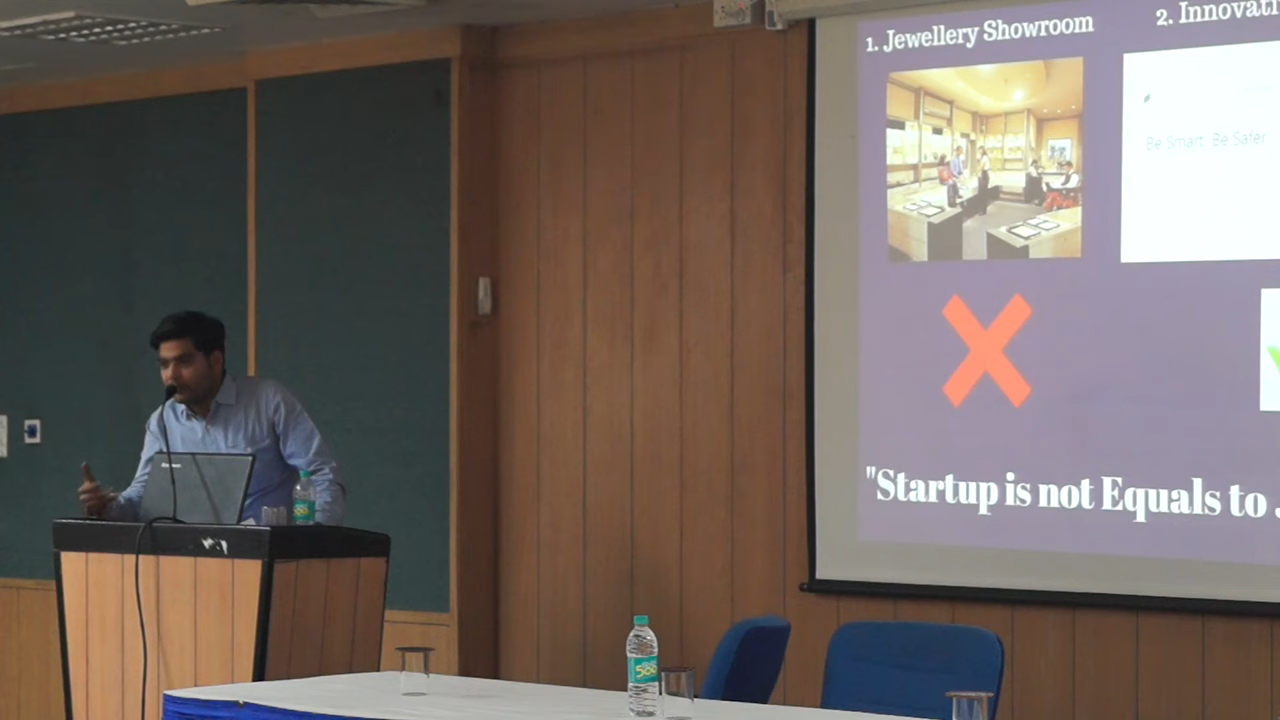 1. Jewellery Showroom
2. Innovati
Be Smart. Be Safer
"Startup is not Equals to